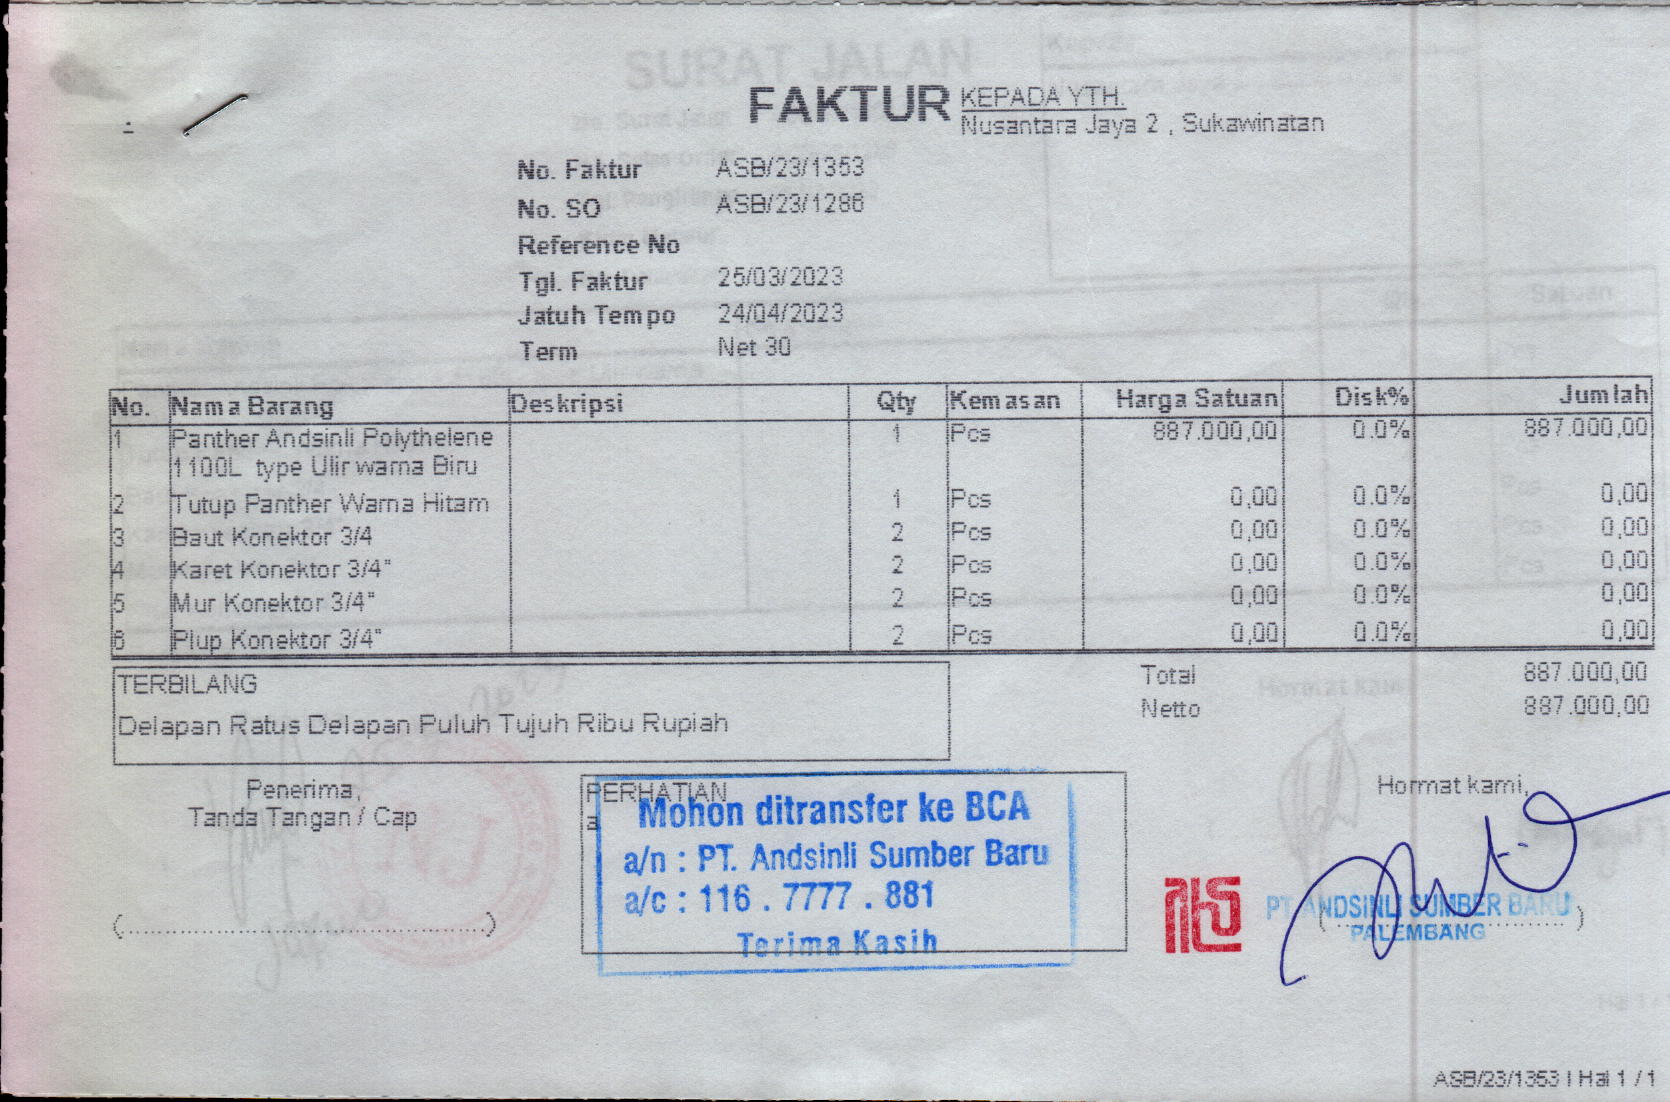 SURAT JALAN
FAKTUR
KEPADA YTH.
Nusantara Jaya 2 , Sukawinatan
No. Faktur ASB/23/1353
No. SO ASB/23/1286
Reference No
Tgl. Faktur 25/03/2023
Jatuh Tempo 24/04/2023
Term Net 30
No. Nama Barang Deskripsi Qty Kemasan Harga Satuan Disk% Jumlah
1 Panther Andsinli Polythelene 1 Pcs 887.000,00 0.0% 887.000,00
1100L type Ulir warna Biru
2 Tutup Panther Warna Hitam 1 Pcs 0,00 0.0% 0,00
3 Baut Konektor 3/4 2 Pcs 0,00 0.0% 0,00
4 Karet Konektor 3/4" 2 Pcs 0,00 0.0% 0,00
5 Mur Konektor 3/4" 2 Pcs 0,00 0.0% 0,00
6 Plup Konektor 3/4" 2 Pcs 0,00 0.0% 0,00
TERBILANG
Delapan Ratus Delapan Puluh Tujuh Ribu Rupiah
Total 887.000,00
Netto 887.000,00
Penerima,
Tanda Tangan / Cap
(...............................................)
PERHATIAN
a
Mohon ditransfer ke BCA
a/n : PT. Andsinli Sumber Baru
a/c : 116 . 7777 . 881
Terima Kasih
Hormat kami,
PT ANDSINLI SUMBER BARU
PALEMBANG
(...............................)
ASB/23/1353 | Hal 1 / 1